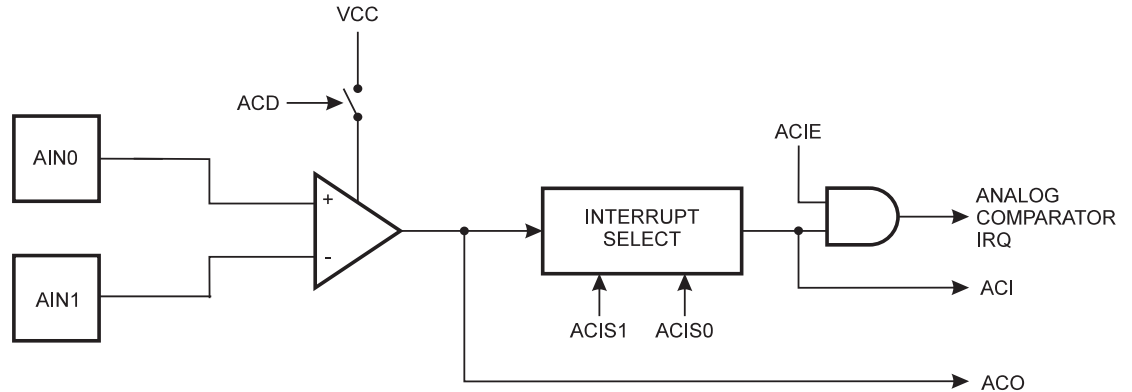 VCC
ACD
AIN0
ACIE
+
INTERRUPT
SELECT
ANALOG
COMPARATOR
IRQ
-
AIN1
ACI
ACIS1
ACIS0
ACO